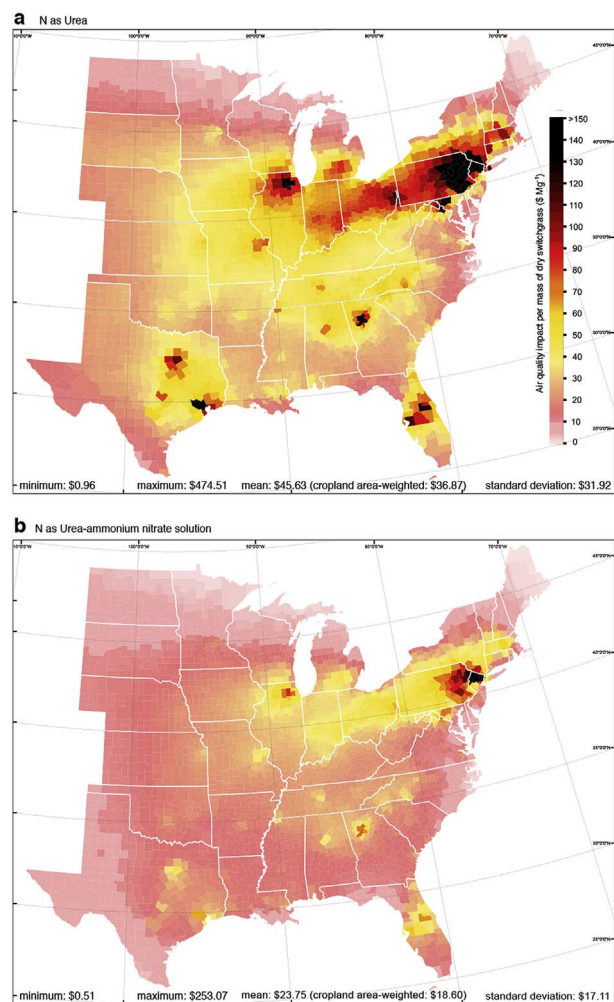 a N as Urea
100°0'0"W 90°0'0"W 80°0'0"W 70°0'0"W
45°0'0"N
40°0'0"N
35°0'0"N
30°0'0"N
25°0'0"N
Air quality impact per mass of dry switchgrass ($ Mg⁻¹)
>150
140
130
120
110
100
90
80
70
60
50
40
30
20
10
0
minimum: $0.96 maximum: $474.51 mean: $45.63 (cropland area-weighted: $36.87) standard deviation: $31.92
b N as Urea-ammonium nitrate solution
100°0'0"W 90°0'0"W 80°0'0"W 70°0'0"W
45°0'0"N
40°0'0"N
35°0'0"N
30°0'0"N
25°0'0"N
minimum: $0.51 maximum: $253.07 mean: $23.75 (cropland area-weighted: $18.60) standard deviation: $17.11